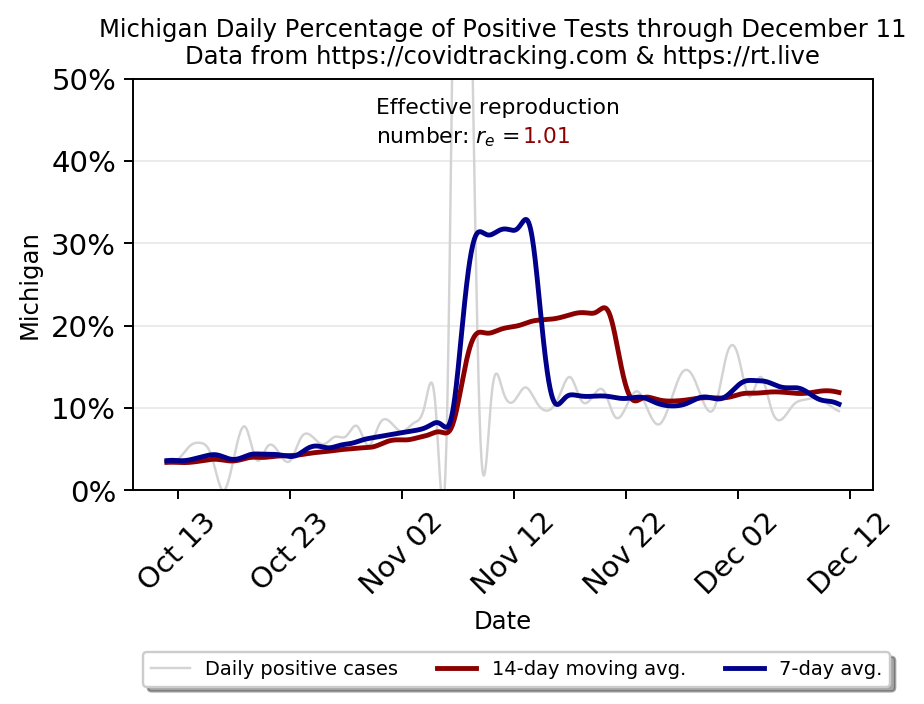 Michigan Daily Percentage of Positive Tests through December 11
Data from https://covidtracking.com & https://rt.live
50%
Effective reproduction
number: rₑ =1.01
40%
30%
20%
10%
0%
Michigan
Oct 13
Oct 23
Nov 02
Nov 12
Nov 22
Dec 02
Dec 12
Date
Daily positive cases
14-day moving avg.
7-day avg.